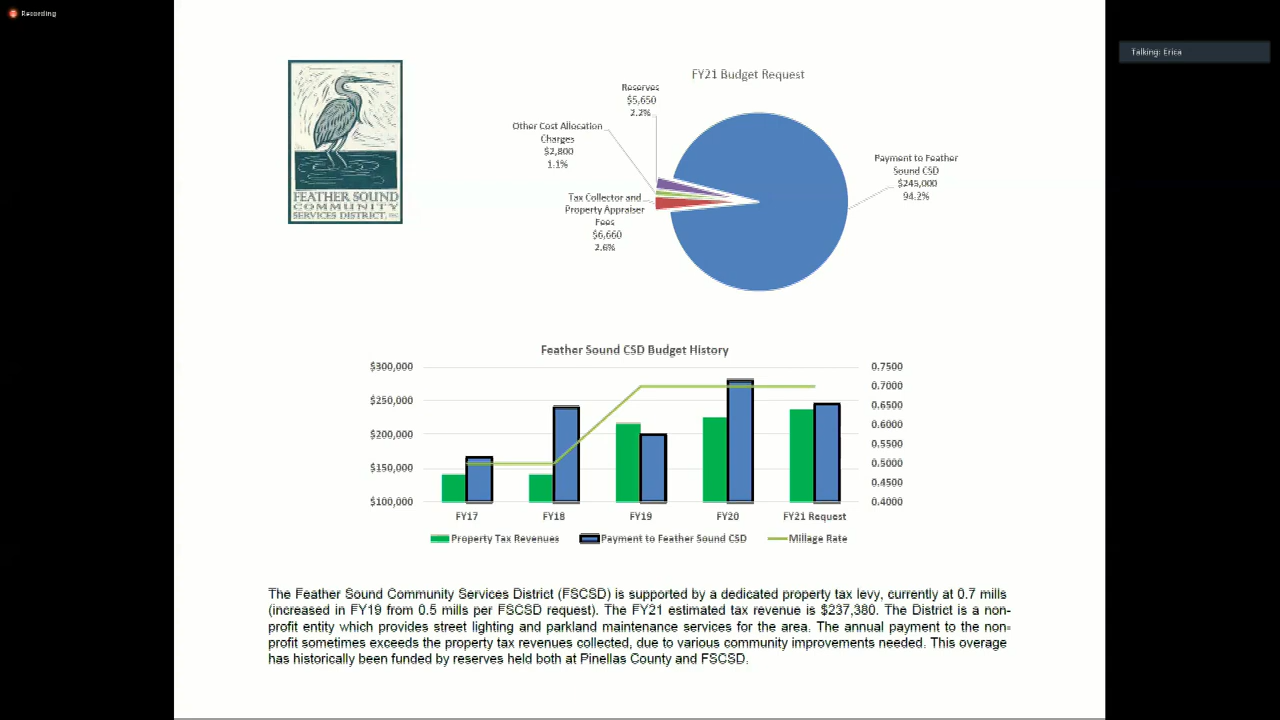 Recording
Talking: Erica
FEATHER SOUND
COMMUNITY
SERVICES DISTRICT, INC
FY21 Budget Request
Reserves
$5,650
2.2%
Other Cost Allocation
Charges
$2,800
1.1%
Tax Collector and
Property Appraiser
Fees
$6,660
2.6%
Payment to Feather
Sound CSD
$245,000
94.2%
Feather Sound CSD Budget History
$300,000
$250,000
$200,000
$150,000
$100,000
0.7500
0.7000
0.6500
0.6000
0.5500
0.5000
0.4500
0.4000
FY17 FY18 FY19 FY20 FY21 Request
Property Tax Revenues Payment to Feather Sound CSD Millage Rate
The Feather Sound Community Services District (FSCSD) is supported by a dedicated property tax levy, currently at 0.7 mills
(increased in FY19 from 0.5 mills per FSCSD request). The FY21 estimated tax revenue is $237,380. The District is a non-
profit entity which provides street lighting and parkland maintenance services for the area. The annual payment to the non-
profit sometimes exceeds the property tax revenues collected, due to various community improvements needed. This overage
has historically been funded by reserves held both at Pinellas County and FSCSD.